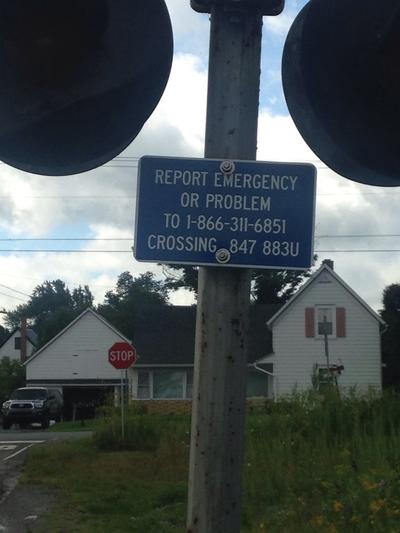 REPORT EMERGENCY
OR PROBLEM
TO 1-866-311-6851
CROSSING 847 883U
STOP